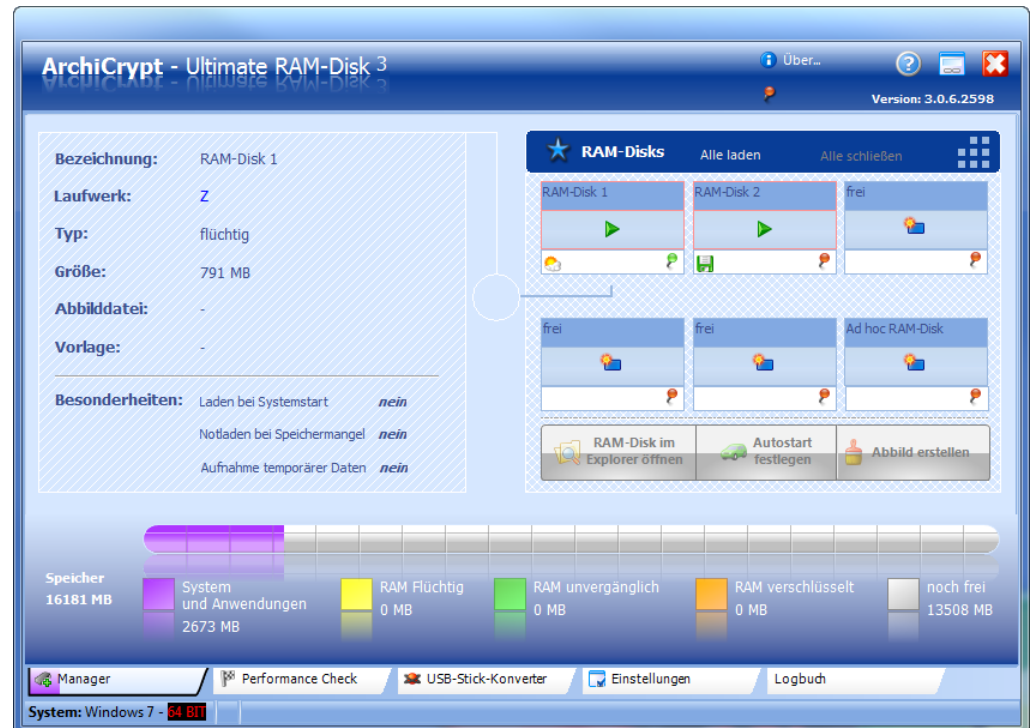 ArchiCrypt - Ultimate RAM-Disk 3
Über...
Version: 3.0.6.2598
Bezeichnung: RAM-Disk 1
Laufwerk: Z
Typ: flüchtig
Größe: 791 MB
Abbilddatei: -
Vorlage: -
Besonderheiten: Laden bei Systemstart nein
Notladen bei Speichermangel nein
Aufnahme temporärer Daten nein
RAM-Disks Alle laden Alle schließen
RAM-Disk 1 RAM-Disk 2 frei
frei frei Ad hoc RAM-Disk
RAM-Disk im Explorer öffnen
Autostart festlegen
Abbild erstellen
Speicher
16181 MB
System
und Anwendungen
2673 MB
RAM Flüchtig
0 MB
RAM unvergänglich
0 MB
RAM verschlüsselt
0 MB
noch frei
13508 MB
Manager Performance Check USB-Stick-Konverter Einstellungen Logbuch
System: Windows 7 - 64 BIT